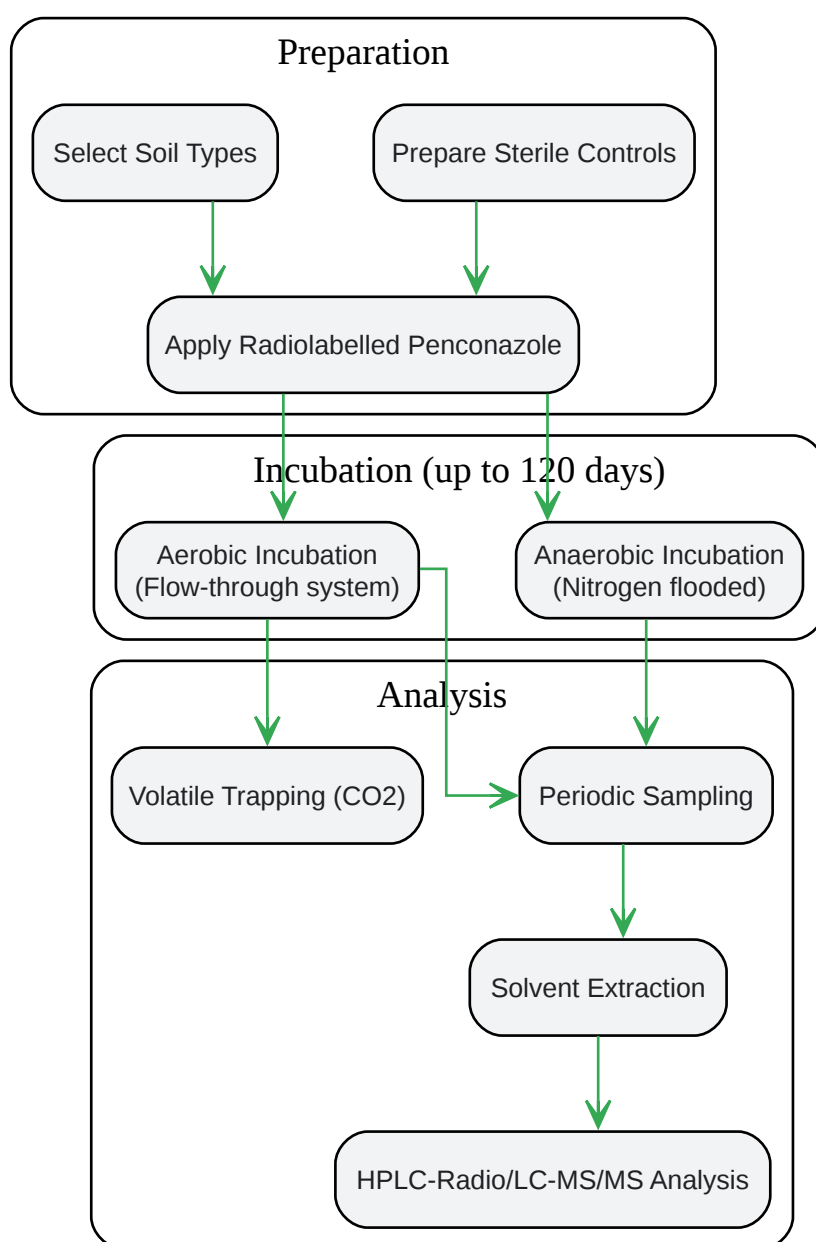 Preparation
Select Soil Types
Prepare Sterile Controls
Apply Radiolabelled Penconazole
Incubation (up to 120 days)
Aerobic Incubation
(Flow-through system)
Anaerobic Incubation
(Nitrogen flooded)
Analysis
Volatile Trapping (CO2)
Periodic Sampling
Solvent Extraction
HPLC-Radio/LC-MS/MS Analysis